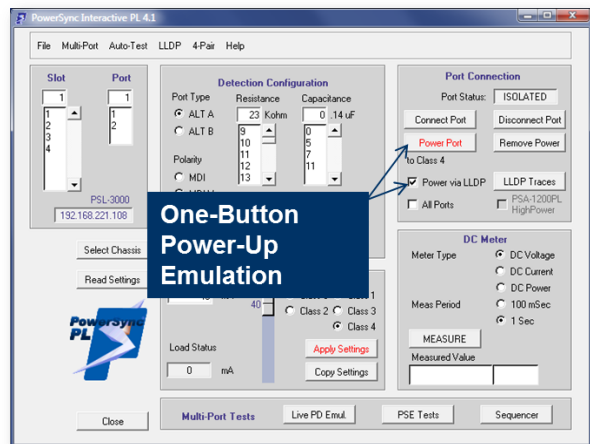 PowerSync Interactive PL 4.1
File Multi-Port Auto-Test LLDP 4-Pair Help
Slot Port
1 1
1 1
2 2
3
4
PSL-3000
192.168.221.108
Select Chassis
Read Settings
PowerSync
PL
Close
Detection Configuration
Port Type Resistance Capacitance
ALT A 23 Kohm 0 .14 uF
ALT B
9 0
10 5
11 7
12 11
13
Polarity
MDI
One-Button
Power-Up
Emulation
40
Class 2 Class 3
Class 4
Load Status
0 mA
Apply Settings
Copy Settings
Port Connection
Port Status: ISOLATED
Connect Port Disconnect Port
Power Port Remove Power
to Class 4
Power via LLDP LLDP Traces
All Ports PSA-1200PL
HighPower
DC Meter
Meter Type DC Voltage
DC Current
DC Power
Meas Period 100 mSec
1 Sec
MEASURE
Measured Value
Multi-Port Tests Live PD Emul. PSE Tests Sequencer